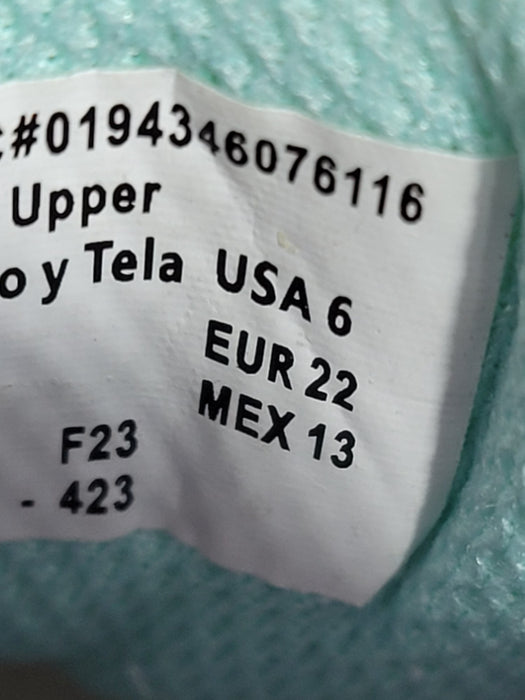 #0194346076116
Upper
o y Tela
USA 6
EUR 22
MEX 13
F23
- 423